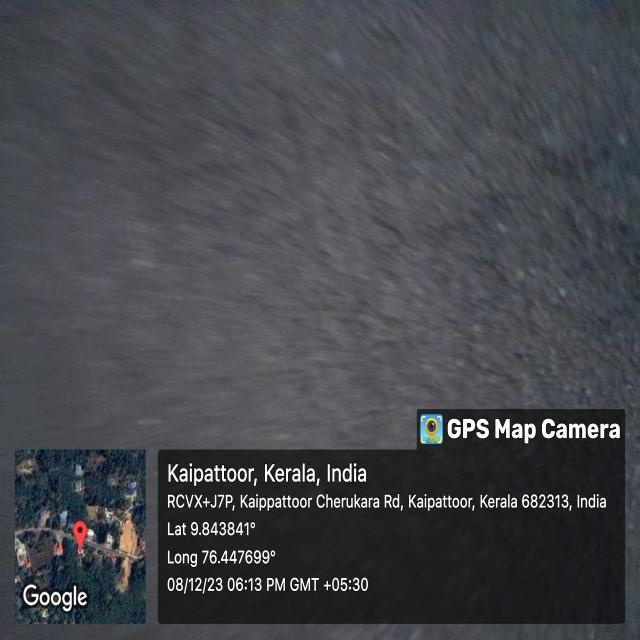 GPS Map Camera
Kaipattoor, Kerala, India
RCVX+J7P, Kaippattoor Cherukara Rd, Kaipattoor, Kerala 682313, India
Lat 9.843841°
Long 76.447699°
08/12/23 06:13 PM GMT +05:30
Google